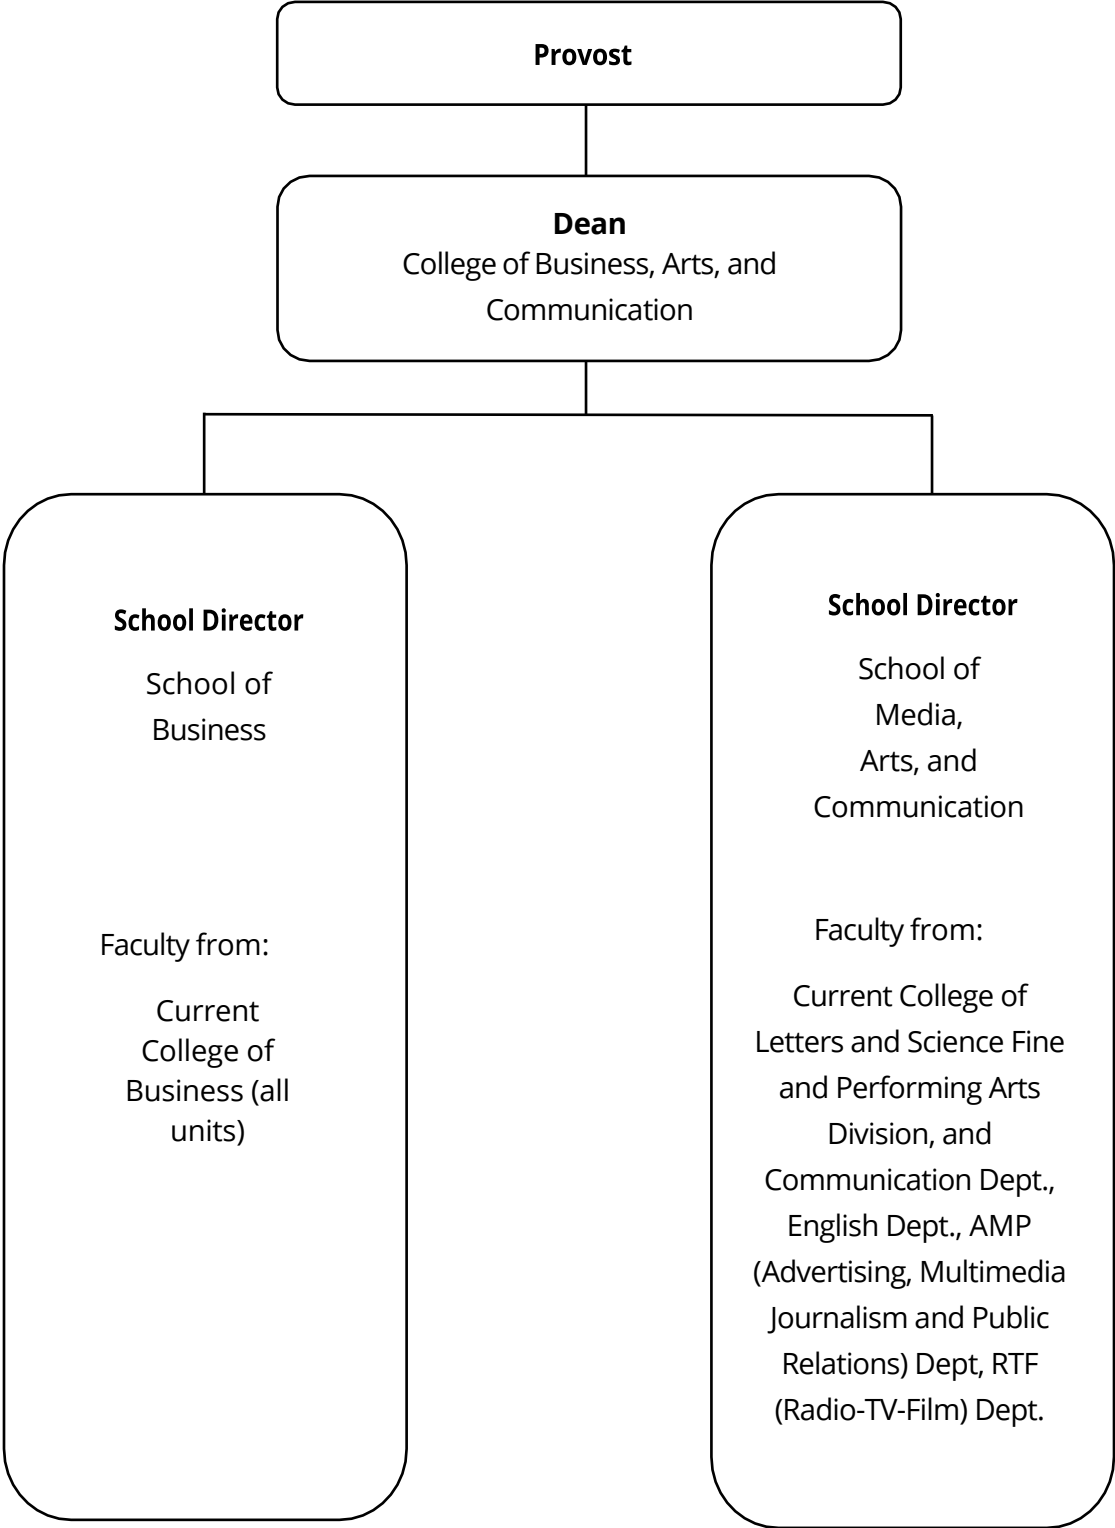 Provost
Dean
College of Business, Arts, and
Communication
School Director
School of
Business
Faculty from:
Current
College of
Business (all
units)
School Director
School of
Media,
Arts, and
Communication
Faculty from:
Current College of
Letters and Science Fine
and Performing Arts
Division, and
Communication Dept.,
English Dept., AMP
(Advertising, Multimedia
Journalism and Public
Relations) Dept, RTF
(Radio-TV-Film) Dept.